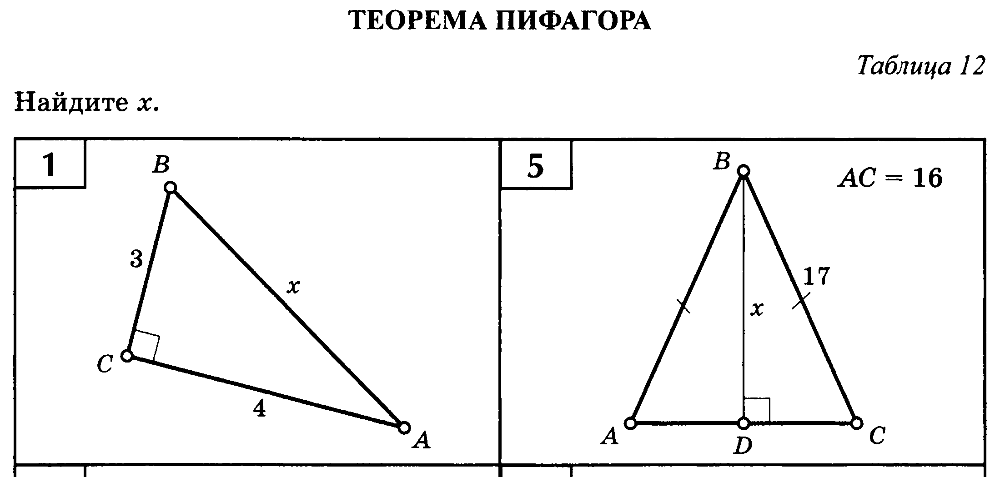 ТЕОРЕМА ПИФАГОРА
Таблица 12
Найдите x.
1
B
3
x
C
4
A
5
B
AC = 16
17
x
A
D
C